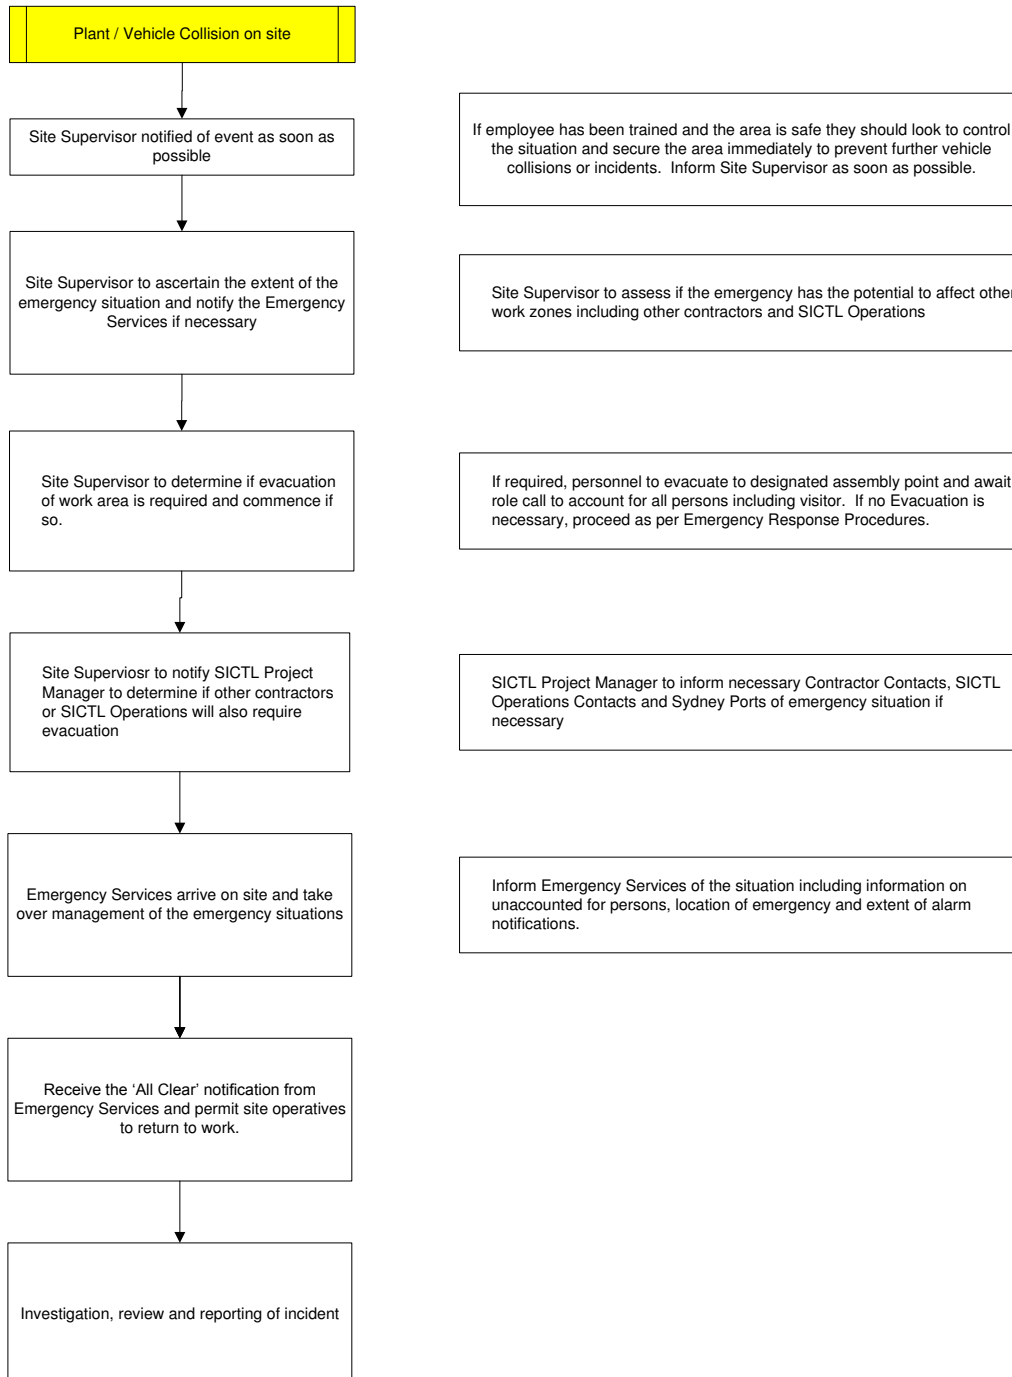 Plant / Vehicle Collision on site
Site Supervisor notified of event as soon as
possible
If employee has been trained and the area is safe they should look to control
the situation and secure the area immediately to prevent further vehicle
collisions or incidents.  Inform Site Supervisor as soon as possible.
Site Supervisor to ascertain the extent of the
emergency situation and notify the Emergency
Services if necessary
Site Supervisor to assess if the emergency has the potential to affect other
work zones including other contractors and SICTL Operations
Site Supervisor to determine if evacuation
of work area is required and commence if
so.
If required, personnel to evacuate to designated assembly point and await
role call to account for all persons including visitor.  If no Evacuation is
necessary, proceed as per Emergency Response Procedures.
Site Superviosr to notify SICTL Project
Manager to determine if other contractors
or SICTL Operations will also require
evacuation
SICTL Project Manager to inform necessary Contractor Contacts, SICTL
Operations Contacts and Sydney Ports of emergency situation if
necessary
Emergency Services arrive on site and take
over management of the emergency situations
Inform Emergency Services of the situation including information on
unaccounted for persons, location of emergency and extent of alarm
notifications.
Receive the ‘All Clear’ notification from
Emergency Services and permit site operatives
to return to work.
Investigation, review and reporting of incident